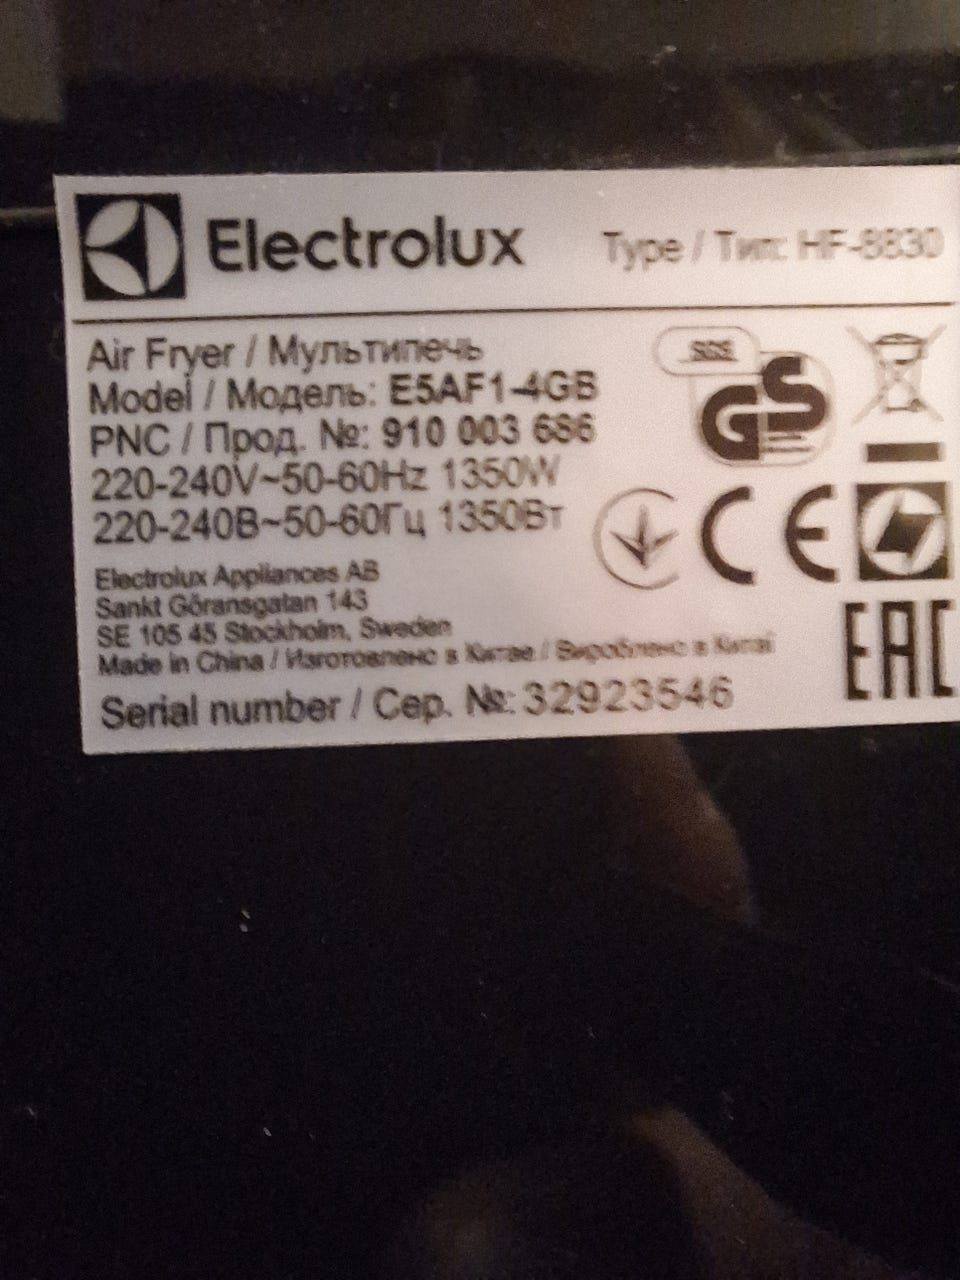 Electrolux Type / Тип: HF-8830
Air Fryer / Мультипечь
Model / Модель: E5AF1-4GB
PNC / Прод. №: 910 003 686
220-240V~50-60Hz 1350W
220-240В~50-60Гц 1350Вт
SGS
GS
CE
Electrolux Appliances AB
Sankt Göransgatan 143
SE 105 45 Stockholm, Sweden
Made in China / Изготовлено в Китае / Вироблено в Китаї
EAC
Serial number / Сер. №: 32923546